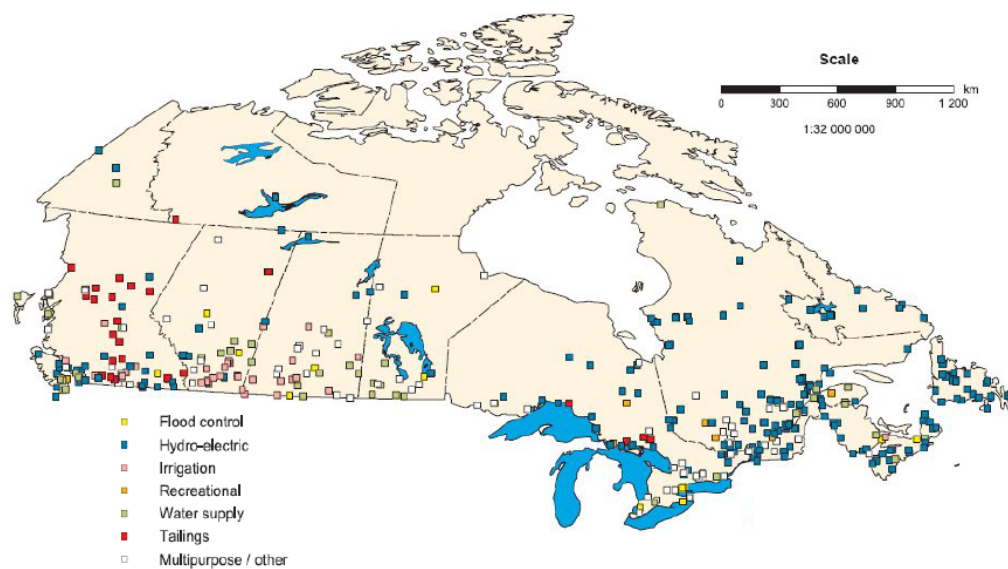 Scale
km
0 300 600 900 1 200
1:32 000 000
Flood control
Hydro-electric
Irrigation
Recreational
Water supply
Tailings
Multipurpose / other